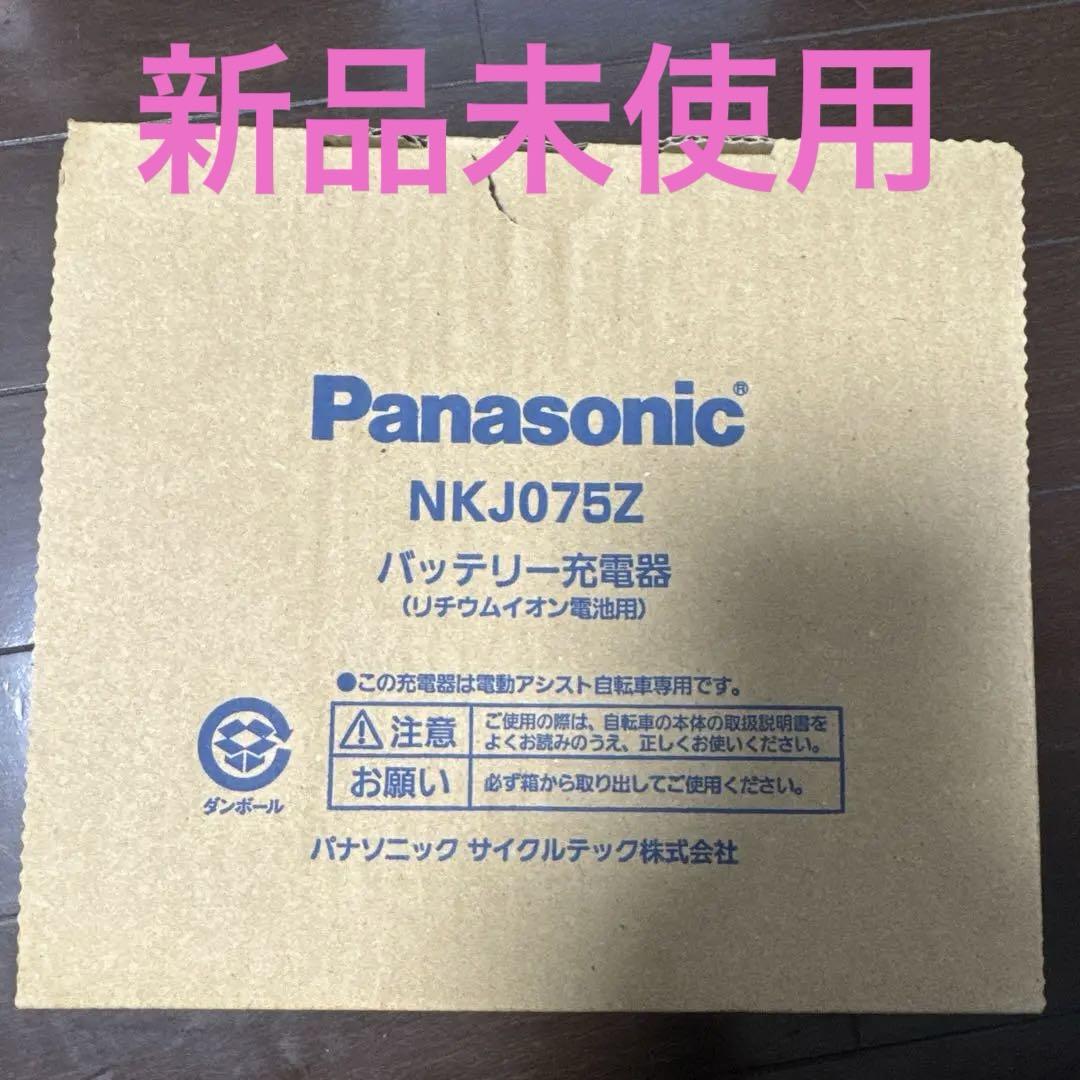 新品未使用
Panasonic®
NKJ075Z
バッテリー充電器
(リチウムイオン電池用)
●この充電器は電動アシスト自転車専用です。
注意
ご使用の際は、自転車の本体の取扱説明書を
よくお読みのうえ、正しくお使いください。
お願い
必ず箱から取り出してご使用ください。
ダンボール
パナソニック サイクルテック株式会社